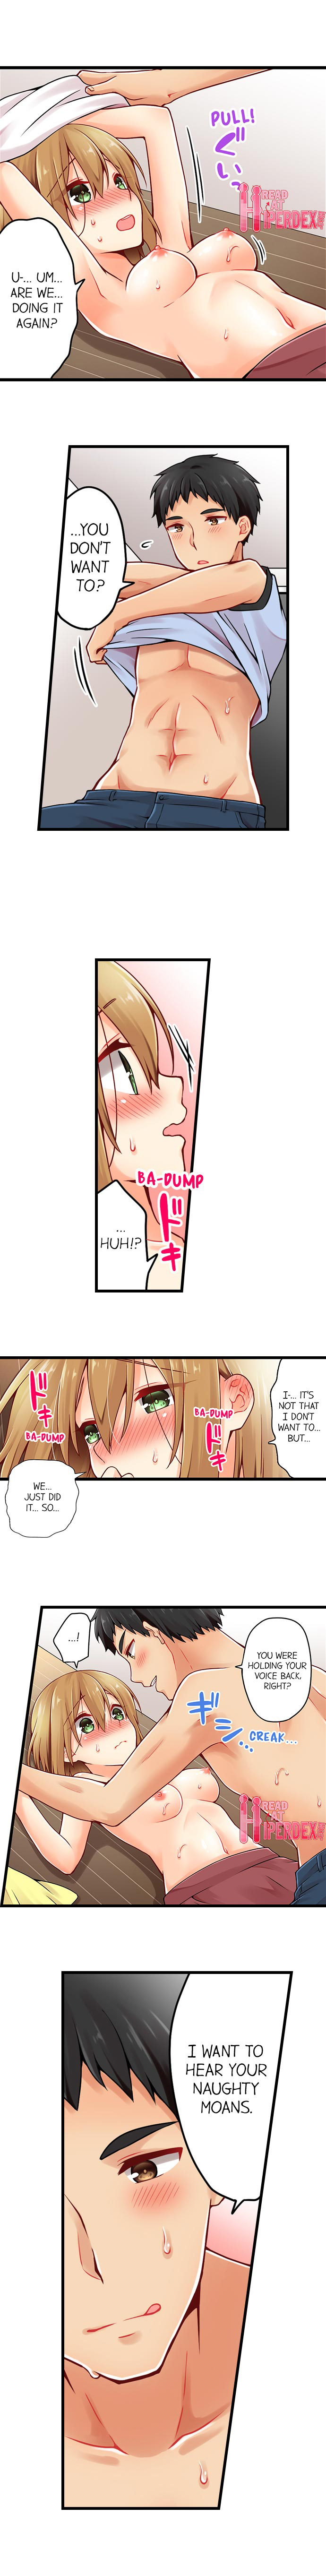 PULL!
ぐいっ
READ
AT
HIPERDEX
U-... UM...
ARE WE...
DOING IT
AGAIN?
...YOU
DON'T
WANT
TO?
BA-DUMP
ドキ
...
HUH!?
I-... IT'S
NOT THAT
I DON'T
WANT TO...
BUT...
ドキ
BA-DUMP
BA-DUMP
ドキ
WE...
JUST DID
IT... SO...
...!
YOU WERE
HOLDING YOUR
VOICE BACK,
RIGHT?
ギシ...
CREAK...
READ
AT
HIPERDEX
I WANT TO
HEAR YOUR
NAUGHTY
MOANS.